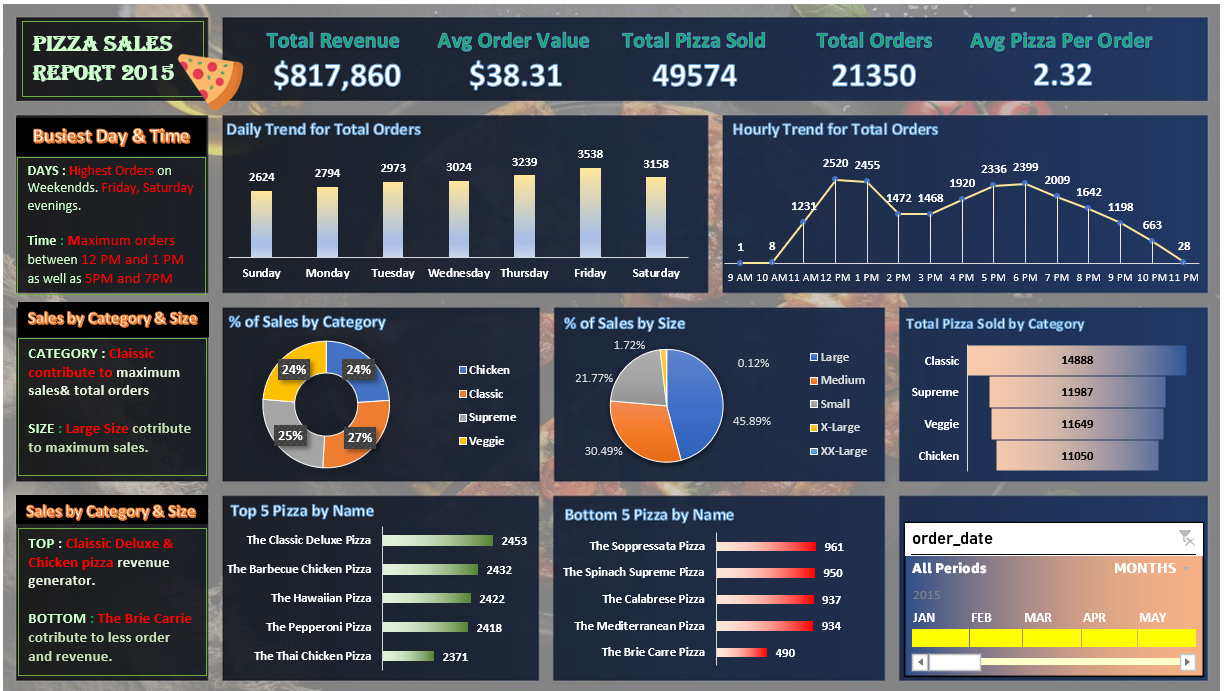 PIZZA SALES
REPORT 2015
Total Revenue
$817,860
Avg Order Value
$38.31
Total Pizza Sold
49574
Total Orders
21350
Avg Pizza Per Order
2.32
Busiest Day & Time
DAYS : Highest Orders on
Weekendds. Friday, Saturday
evenings.
Time : Maximum orders
between 12 PM and 1 PM
as well as 5PM and 7PM
Daily Trend for Total Orders
2624 2794 2973 3024 3239 3538 3158
Sunday Monday Tuesday Wednesday Thursday Friday Saturday
Hourly Trend for Total Orders
1 8 1231 2520 2455 1472 1468 1920 2336 2399 2009 1642 1198 663 28
9 AM 10 AM 11 AM 12 PM 1 PM 2 PM 3 PM 4 PM 5 PM 6 PM 7 PM 8 PM 9 PM 10 PM 11 PM
Sales by Category & Size
CATEGORY : Claissic
contribute to maximum
sales& total orders
SIZE : Large Size cotribute
to maximum sales.
% of Sales by Category
24% 24%
25% 27%
Chicken
Classic
Supreme
Veggie
% of Sales by Size
1.72%
0.12%
21.77%
45.89%
30.49%
Large
Medium
Small
X-Large
XX-Large
Total Pizza Sold by Category
Classic 14888
Supreme 11987
Veggie 11649
Chicken 11050
Sales by Category & Size
TOP : Claissic Deluxe &
Chicken pizza revenue
generator.
BOTTOM : The Brie Carrie
cotribute to less order
and revenue.
Top 5 Pizza by Name
The Classic Deluxe Pizza 2453
The Barbecue Chicken Pizza 2432
The Hawaiian Pizza 2422
The Pepperoni Pizza 2418
The Thai Chicken Pizza 2371
Bottom 5 Pizza by Name
The Soppressata Pizza 961
The Spinach Supreme Pizza 950
The Calabrese Pizza 937
The Mediterranean Pizza 934
The Brie Carre Pizza 490
order_date
All Periods MONTHS
2015
JAN FEB MAR APR MAY